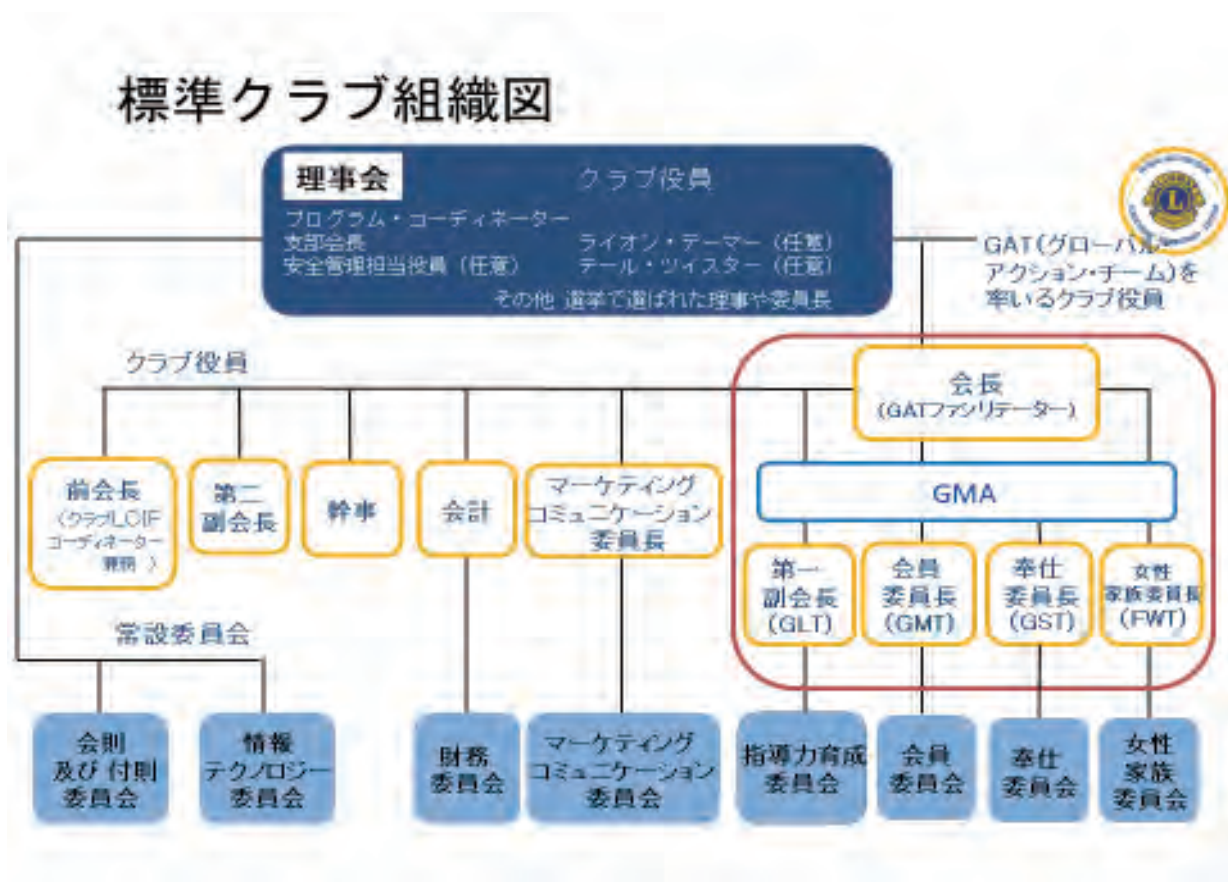 標準クラブ組織図
理事会
クラブ役員
プログラム・コーディネーター
支部会長
ライオン・テーマー（任意）
安全管理担当役員（任意）
テール・ツイスター（任意）
その他 選挙で選ばれた理事や委員長
GAT(グローバル・
アクション・チーム)を
率いるクラブ役員
クラブ役員
会長
(GATファシリテーター)
GMA
前会長
（クラブLCIF
コーディネーター
兼務 ）
第二
副会長
幹事
会計
マーケティング
コミュニケーション
委員長
第一
副会長
(GLT)
会員
委員長
(GMT)
奉仕
委員長
(GST)
女性
家族委員長
(FWT)
常設委員会
会則
及び 付則
委員会
情報
テクノロジー
委員会
財務
委員会
マーケティング
コミュニケーション
委員会
指導力育成
委員会
会員
委員会
奉仕
委員会
女性
家族
委員会